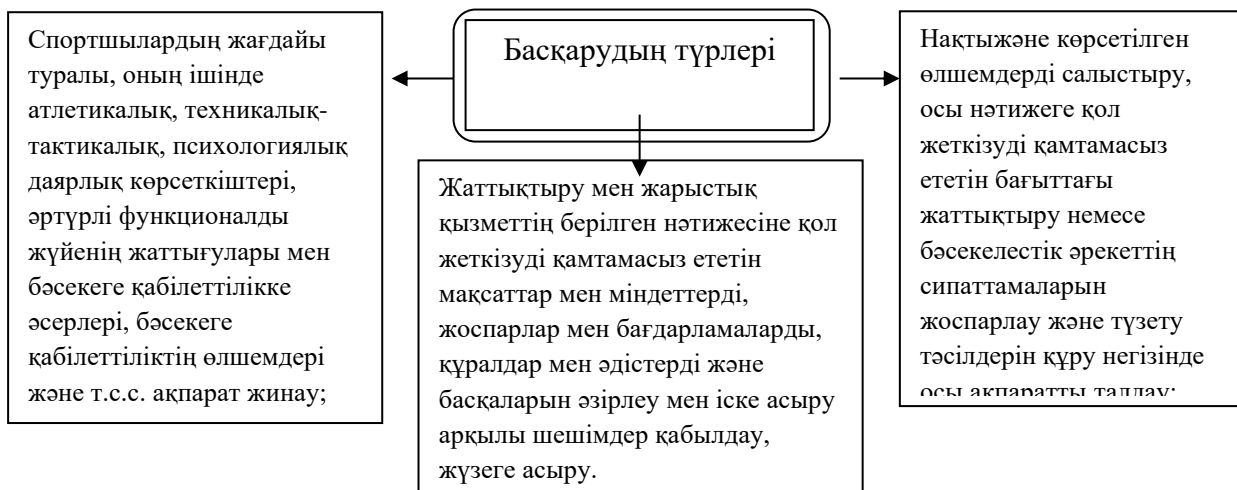 Басқарудың түрлері
Спортшылардың жағдайы
туралы, оның ішінде
атлетикалық, техникалық-
тактикалық, психологиялық
даярлық көрсеткіштері,
әртүрлі функционалды
жүйенің жаттығулары мен
бәсекеге қабілеттілікке
әсерлері, бәсекеге
қабілеттіліктің өлшемдері
және т.с.с. ақпарат жинау;
Жаттықтыру мен жарыстық
қызметтің берілген нәтижесіне қол
жеткізуді қамтамасыз ететін
мақсаттар мен міндеттерді,
жоспарлар мен бағдарламаларды,
құралдар мен әдістерді және
басқаларын әзірлеу мен іске асыру
арқылы шешімдер қабылдау,
жүзеге асыру.
Нақтыжәне көрсетілген
өлшемдерді салыстыру,
осы нәтижеге қол
жеткізуді қамтамасыз
ететін бағыттағы
жаттықтыру немесе
бәсекелестік әрекеттің
сипаттамаларын
жоспарлау және түзету
тәсілдерін құру негізінде
осы ақпаратты талдау;